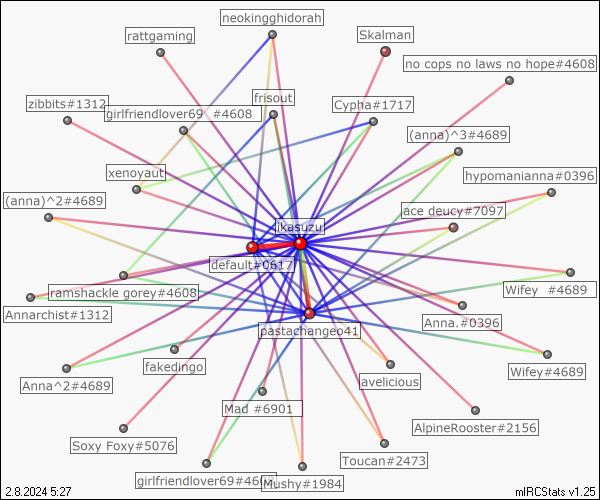 neokingghidorah
rattgaming
Skalman
no cops no laws no hope#4608
zibbits#1312
girlfriendlover69 #4608
frisout
Cypha#1717
(anna)^3#4689
xenoyaut
hypomanianna#0396
(anna)^2#4689
ace deucy#7097
ikasuzu
default#0617
ramshackle gorey#4608
Wifey #4689
Annarchist#1312
pastachangeo41
Anna.#0396
Anna^2#4689
fakedingo
avelicious
Wifey#4689
Mad #6901
AlpineRooster#2156
Soxy Foxy#5076
Toucan#2473
girlfriendlover69#460
Mushy#1984
2.8.2024 5:27
mIRCStats v1.25